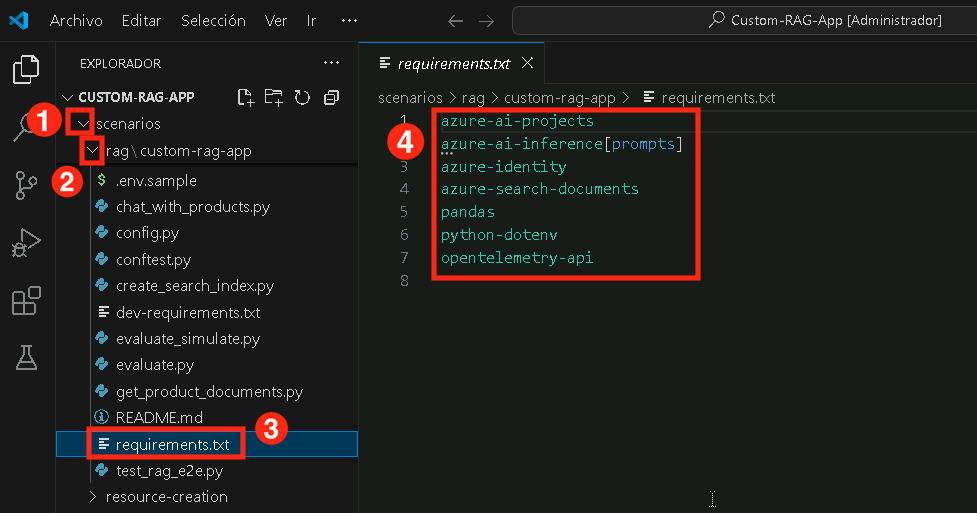 Archivo Editar Selección Ver Ir ··· Custom-RAG-App [Administrador]
EXPLORADOR ···
CUSTOM-RAG-APP
1 scenarios
rag\custom-rag-app
2
$ .env.sample
chat_with_products.py
config.py
conftest.py
create_search_index.py
dev-requirements.txt
evaluate_simulate.py
evaluate.py
get_product_documents.py
README.md
requirements.txt 3
test_rag_e2e.py
resource-creation
requirements.txt
scenarios > rag > custom-rag-app > requirements.txt
4
1 azure-ai-projects
azure-ai-inference[prompts]
3 azure-identity
4 azure-search-documents
5 pandas
6 python-dotenv
7 opentelemetry-api
8